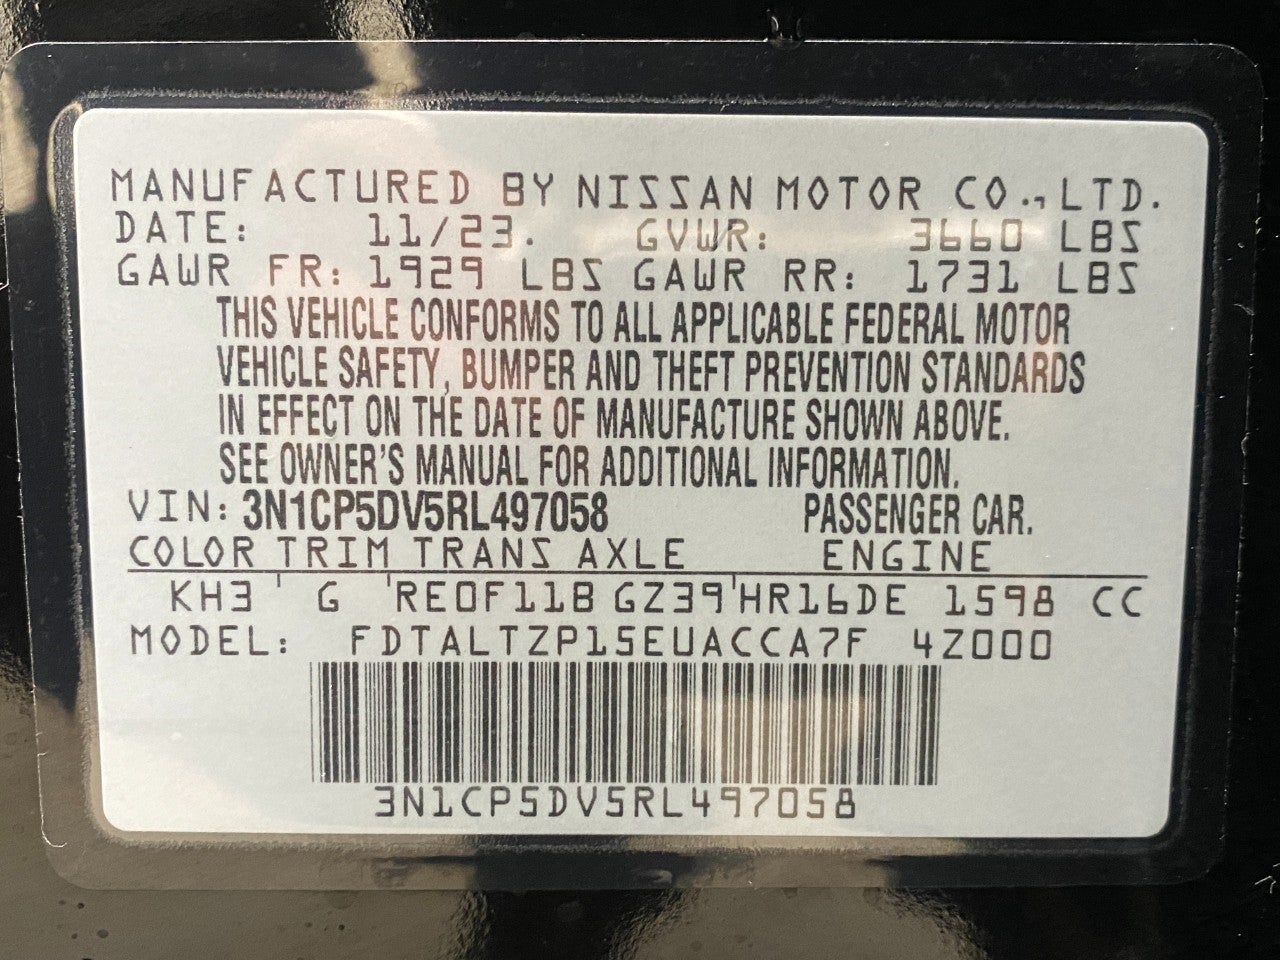 MANUFACTURED BY NISSAN MOTOR CO., LTD.
DATE: 11/23. GVWR: 3660 LBS
GAWR FR: 1929 LBS GAWR RR: 1731 LBS
THIS VEHICLE CONFORMS TO ALL APPLICABLE FEDERAL MOTOR
VEHICLE SAFETY, BUMPER AND THEFT PREVENTION STANDARDS
IN EFFECT ON THE DATE OF MANUFACTURE SHOWN ABOVE.
SEE OWNER'S MANUAL FOR ADDITIONAL INFORMATION.
VIN: 3N1CP5DV5RL497058 PASSENGER CAR.
COLOR TRIM TRANS AXLE ENGINE
KH3 ' G 'RE0F11B GZ39'HR16DE 1598 CC
MODEL: FDTALTZP15EUACCA7F 4Z000
3N1CP5DV5RL497058